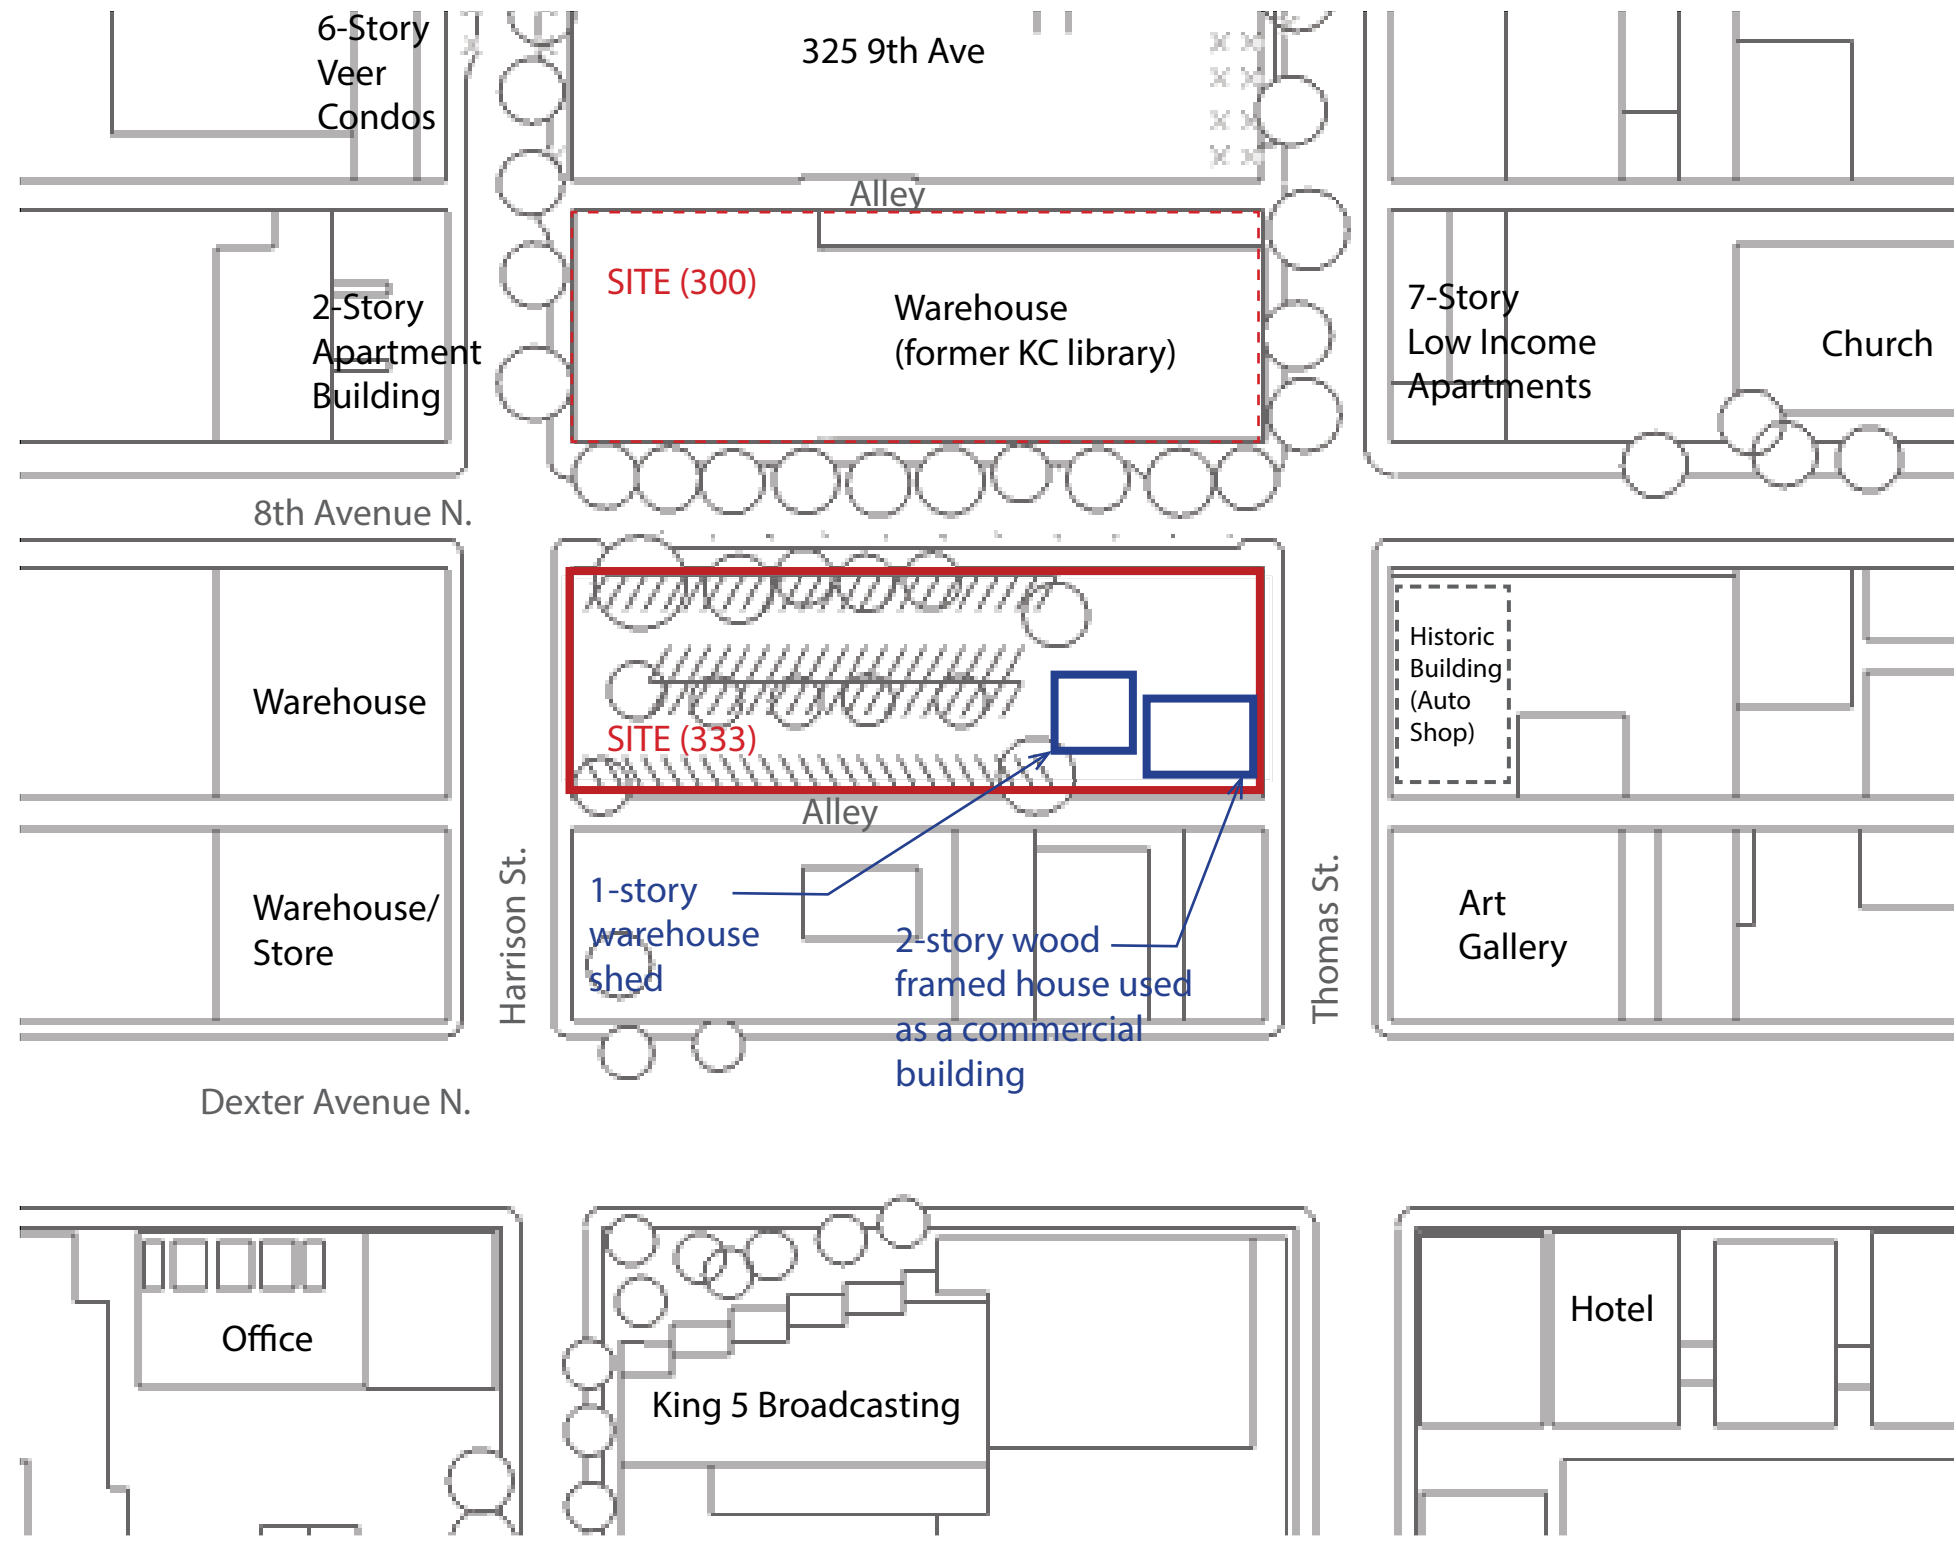 6-Story
Veer
Condos
325 9th Ave
Alley
SITE (300)
Warehouse
(former KC library)
2-Story
Apartment
Building
7-Story
Low Income
Apartments
Church
8th Avenue N.
Warehouse
SITE (333)
Historic
Building
(Auto
Shop)
Alley
Warehouse/
Store
Harrison St.
1-story
warehouse
shed
2-story wood
framed house used
as a commercial
building
Thomas St.
Art
Gallery
Dexter Avenue N.
Office
King 5 Broadcasting
Hotel